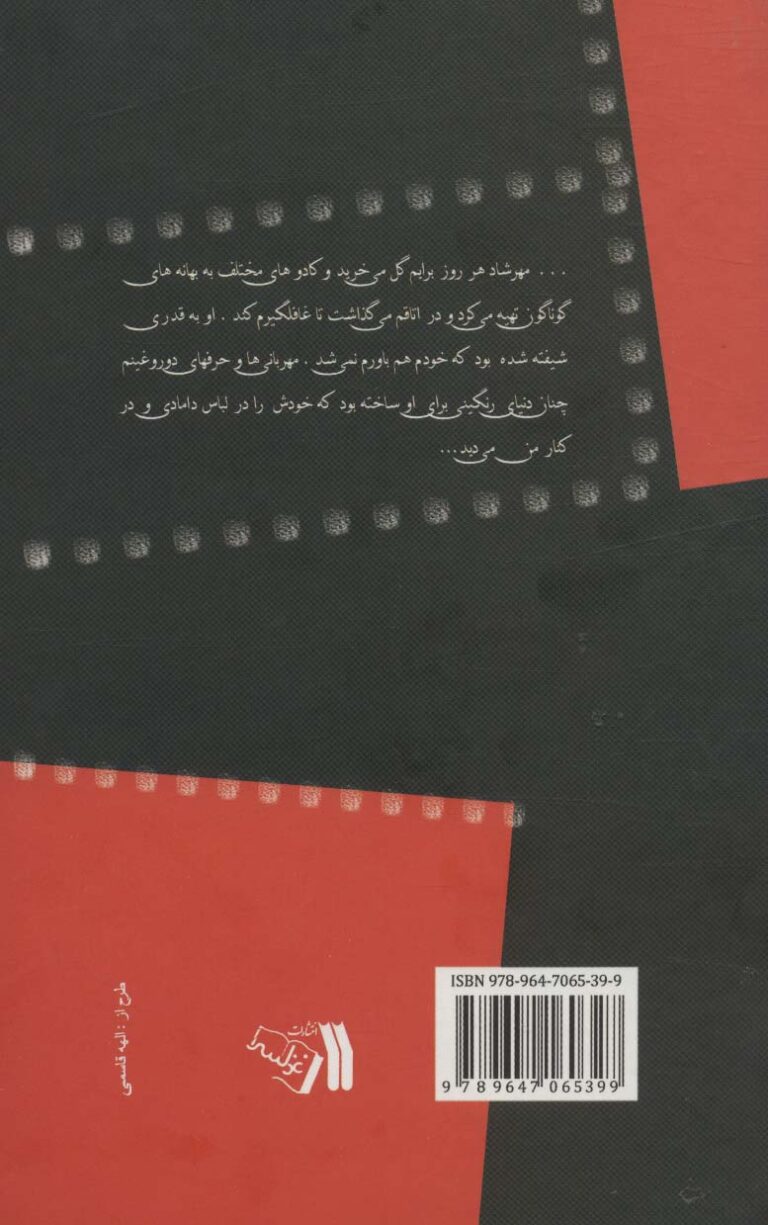 ... مهرشاد هر روز برایم گل می‌خرید و کادو های مختلف به بهانه های
گوناگون تهیه می‌کرد و در اتاقم می‌گذاشت تا غافلگیرم کند . او به قدری
شیفته شده بود که خودم هم باورم نمی‌شد . مهربانی‌ها و حرفهای دوروغینم
چنان دنیای رنگینی برای او ساخته بود که خودش را در لباس دامادی و در
کنار من می‌دید...
ISBN 978-964-7065-39-9
9 789647 065399
انتشارات
غزلسرا
طرح از : الهه قاسمی